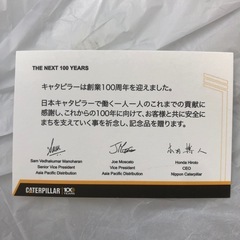 THE NEXT 100 YEARS
キャタピラーは創業100周年を迎えました。
日本キャタピラーで働く一人一人のこれまでの貢献に
感謝し、これからの100年に向けて、お客様と共に安全に
まちを支えていく事を祈念し、記念品を贈ります。
Sam Vedhakumar Manoharan
Senior Vice President
Asia Pacific Distribution
Joe Moscato
Vice President
Asia Pacific Distribution
Honda Hiroto
CEO
Nippon Caterpillar
CATERPILLAR
100